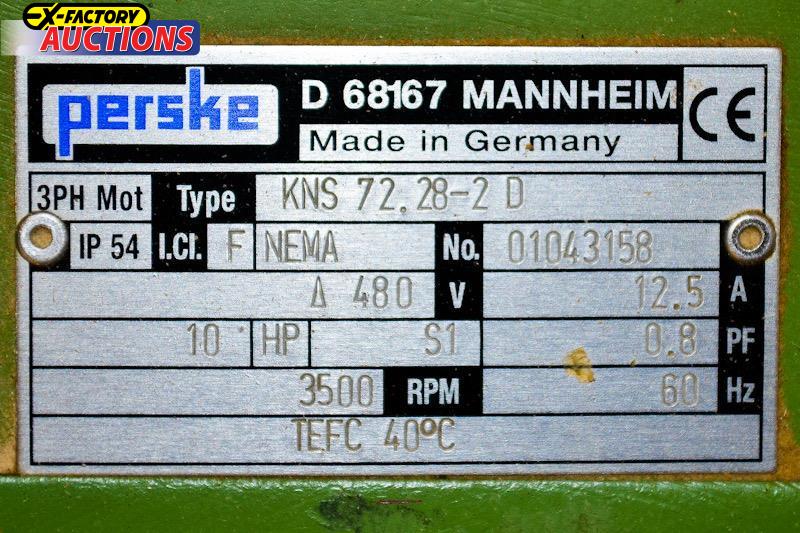 X-FACTORY
AUCTIONS
perske
D 68167 MANNHEIM
Made in Germany
CE
3PH Mot Type KNS 72.28-2 D
IP 54 I.Cl. F NEMA No. 01043158
Δ 480 V 12.5 A
10 HP S1 0.8 PF
3500 RPM 60 Hz
TEFC 40°C